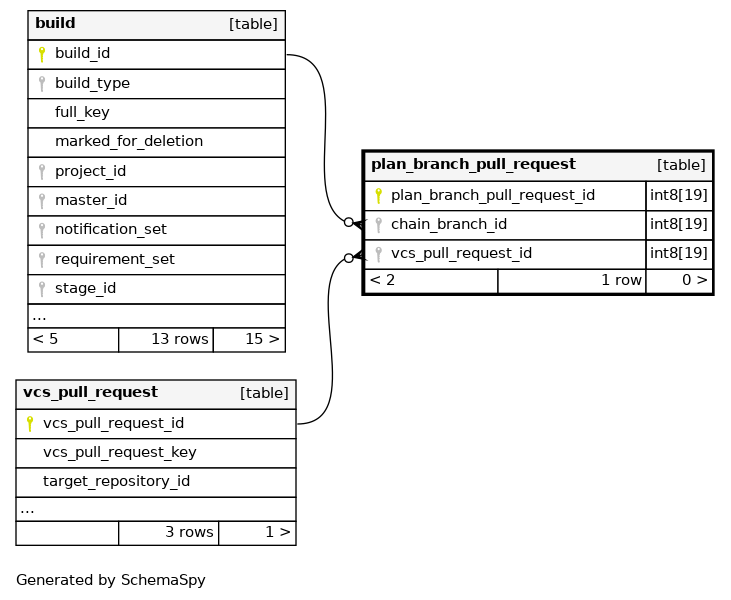 build [table]
build_id
build_type
full_key
marked_for_deletion
project_id
master_id
notification_set
requirement_set
stage_id
...
< 5 13 rows 15 >
plan_branch_pull_request [table]
plan_branch_pull_request_id int8[19]
chain_branch_id int8[19]
vcs_pull_request_id int8[19]
< 2 1 row 0 >
vcs_pull_request [table]
vcs_pull_request_id
vcs_pull_request_key
target_repository_id
...
3 rows 1 >
Generated by SchemaSpy